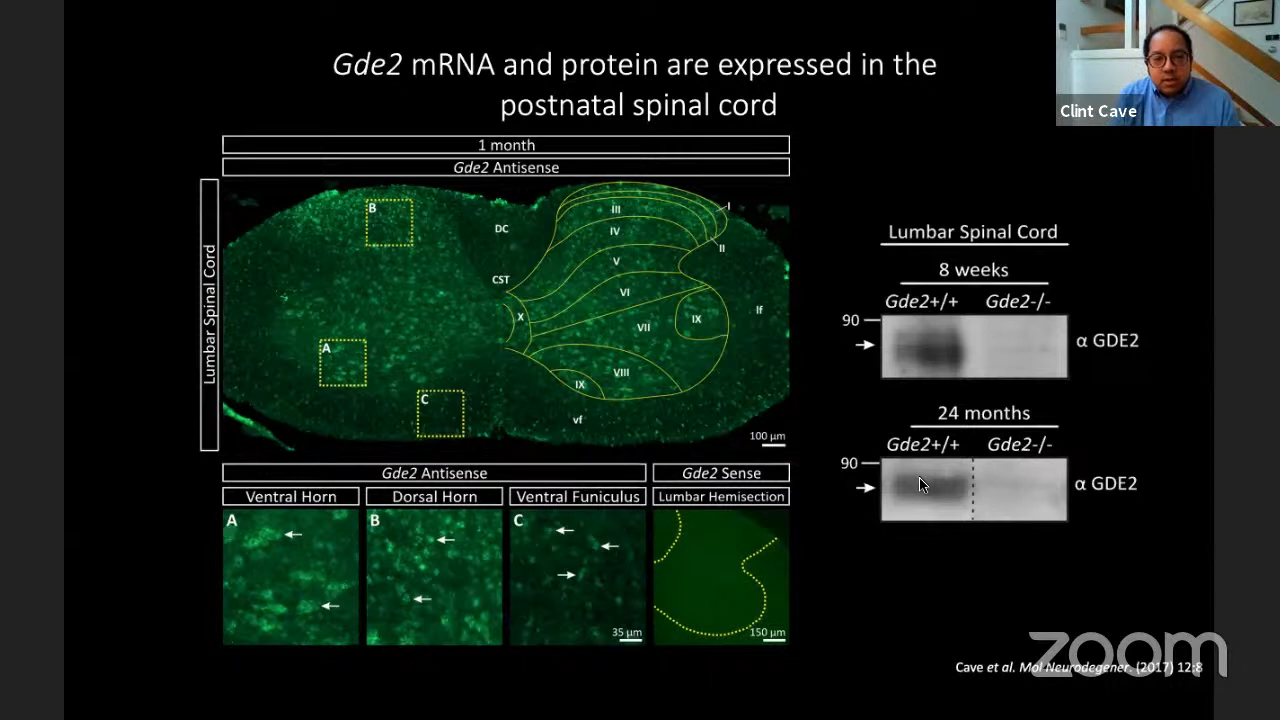 Gde2 mRNA and protein are expressed in the
postnatal spinal cord
Clint Cave
1 month
Gde2 Antisense
Lumbar Spinal Cord
B
DC
CST
A
C
I
II
III
IV
V
VI
X
VII
IX
lf
VIII
IX
vf
100 µm
Gde2 Antisense
Gde2 Sense
Ventral Horn
Dorsal Horn
Ventral Funiculus
Lumbar Hemisection
A
B
C
35 µm
150 µm
Lumbar Spinal Cord
8 weeks
Gde2+/+ Gde2-/-
90
α GDE2
24 months
Gde2+/+ Gde2-/-
90
α GDE2
zoom
Cave et al. Mol Neurodegener. (2017) 12:8